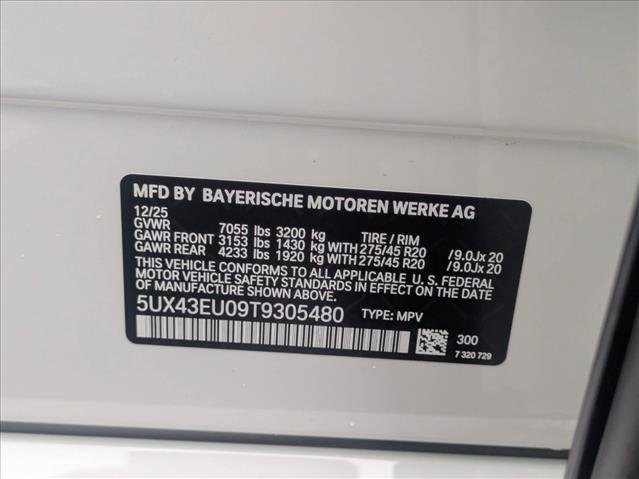 MFD BY BAYERISCHE MOTOREN WERKE AG
12/25
GVWR 7055 lbs 3200 kg TIRE / RIM
GAWR FRONT 3153 lbs 1430 kg WITH 275/45 R20 /9.0Jx 20
GAWR REAR 4233 lbs 1920 kg WITH 275/45 R20 /9.0Jx 20
THIS VEHICLE CONFORMS TO ALL APPLICABLE U. S. FEDERAL
MOTOR VEHICLE SAFETY STANDARDS IN EFFECT ON THE DATE
OF MANUFACTURE SHOWN ABOVE.
5UX43EU09T9305480 TYPE: MPV
300
7 320 729